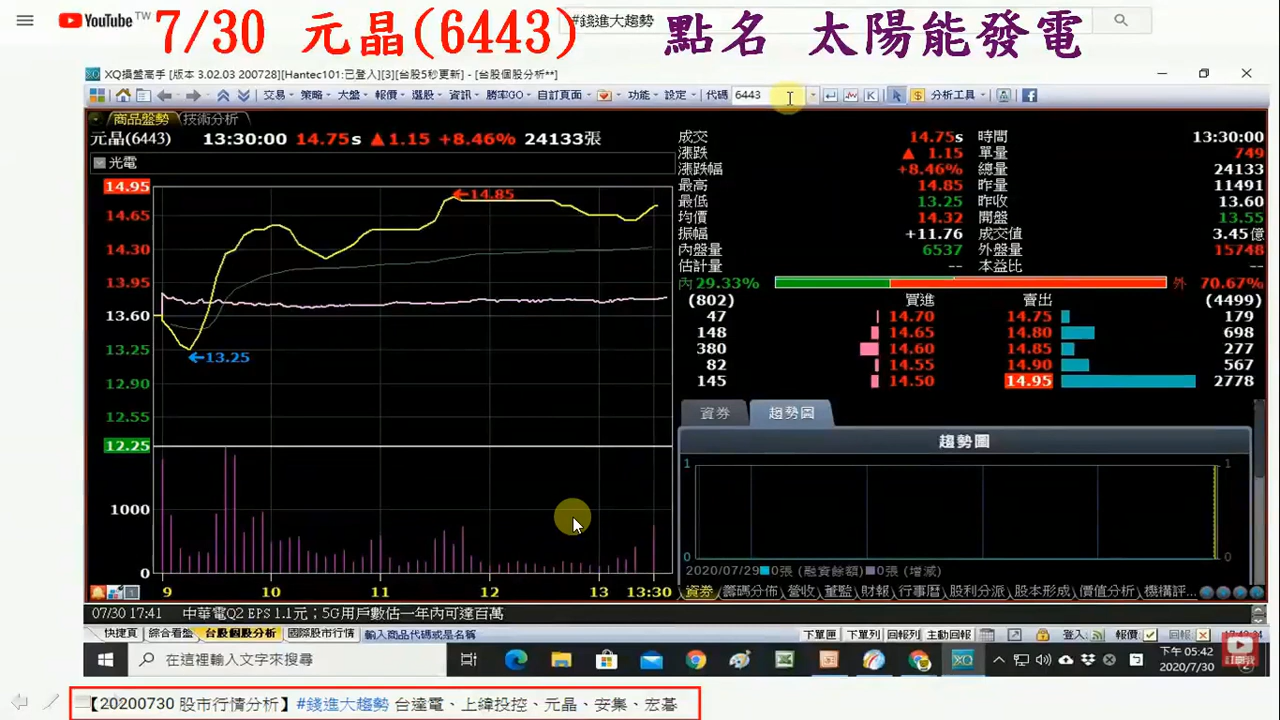 YouTube TW
#錢進大趨勢
7/30 元晶(6443) 點名 太陽能發電
XQ操盤高手 [版本 3.02.03 200728][Hantec101:已登入][3][台股5秒更新] - [台股個股分析**]
交易 策略 大盤 報價 選股 資訊 勝率GO 自訂頁面 功能 設定 代碼 6443 K 分析工具
商品盤勢 技術分析
元晶(6443) 13:30:00 14.75s ▲1.15 +8.46% 24133張
光電
14.95
14.65
14.30
13.95
13.60
13.25
12.90
12.55
12.25
1000
0
←14.85
←13.25
9 10 11 12 13 13:30
成交 14.75s 時間 13:30:00
漲跌 ▲ 1.15 單量 749
漲跌幅 +8.46% 總量 24133
最高 14.85 昨量 11491
最低 13.25 昨收 13.60
均價 14.32 開盤 13.55
振幅 +11.76 成交值 3.45億
內盤量 6537 外盤量 15748
估計量 -- 本益比 --
內 29.33% 外 70.67%
(802) 買進 賣出 (4499)
47 14.70 14.75 179
148 14.65 14.80 698
380 14.60 14.85 277
82 14.55 14.90 567
145 14.50 14.95 2778
資券 趨勢圖
趨勢圖
1 1
0 0
2020/07/29 0張 (融資餘額) 0張 (增減)
資券 籌碼分佈 營收 董監 財報 行事曆 股利分派 股本形成 價值分析 機構評...
07/30 17:41 中華電Q2 EPS 1.1元；5G用戶數估一年內可達百萬
快捷頁 綜合看盤 台股個股分析 國際股市行情 輸入商品代碼或是名稱 下單匣 下單列 回報列 主動回報 登入 報價 回報
在這裡輸入文字來搜尋
下午 05:42
2020/7/30
【20200730 股市行情分析】#錢進大趨勢 台達電、上緯投控、元晶、安集、宏碁